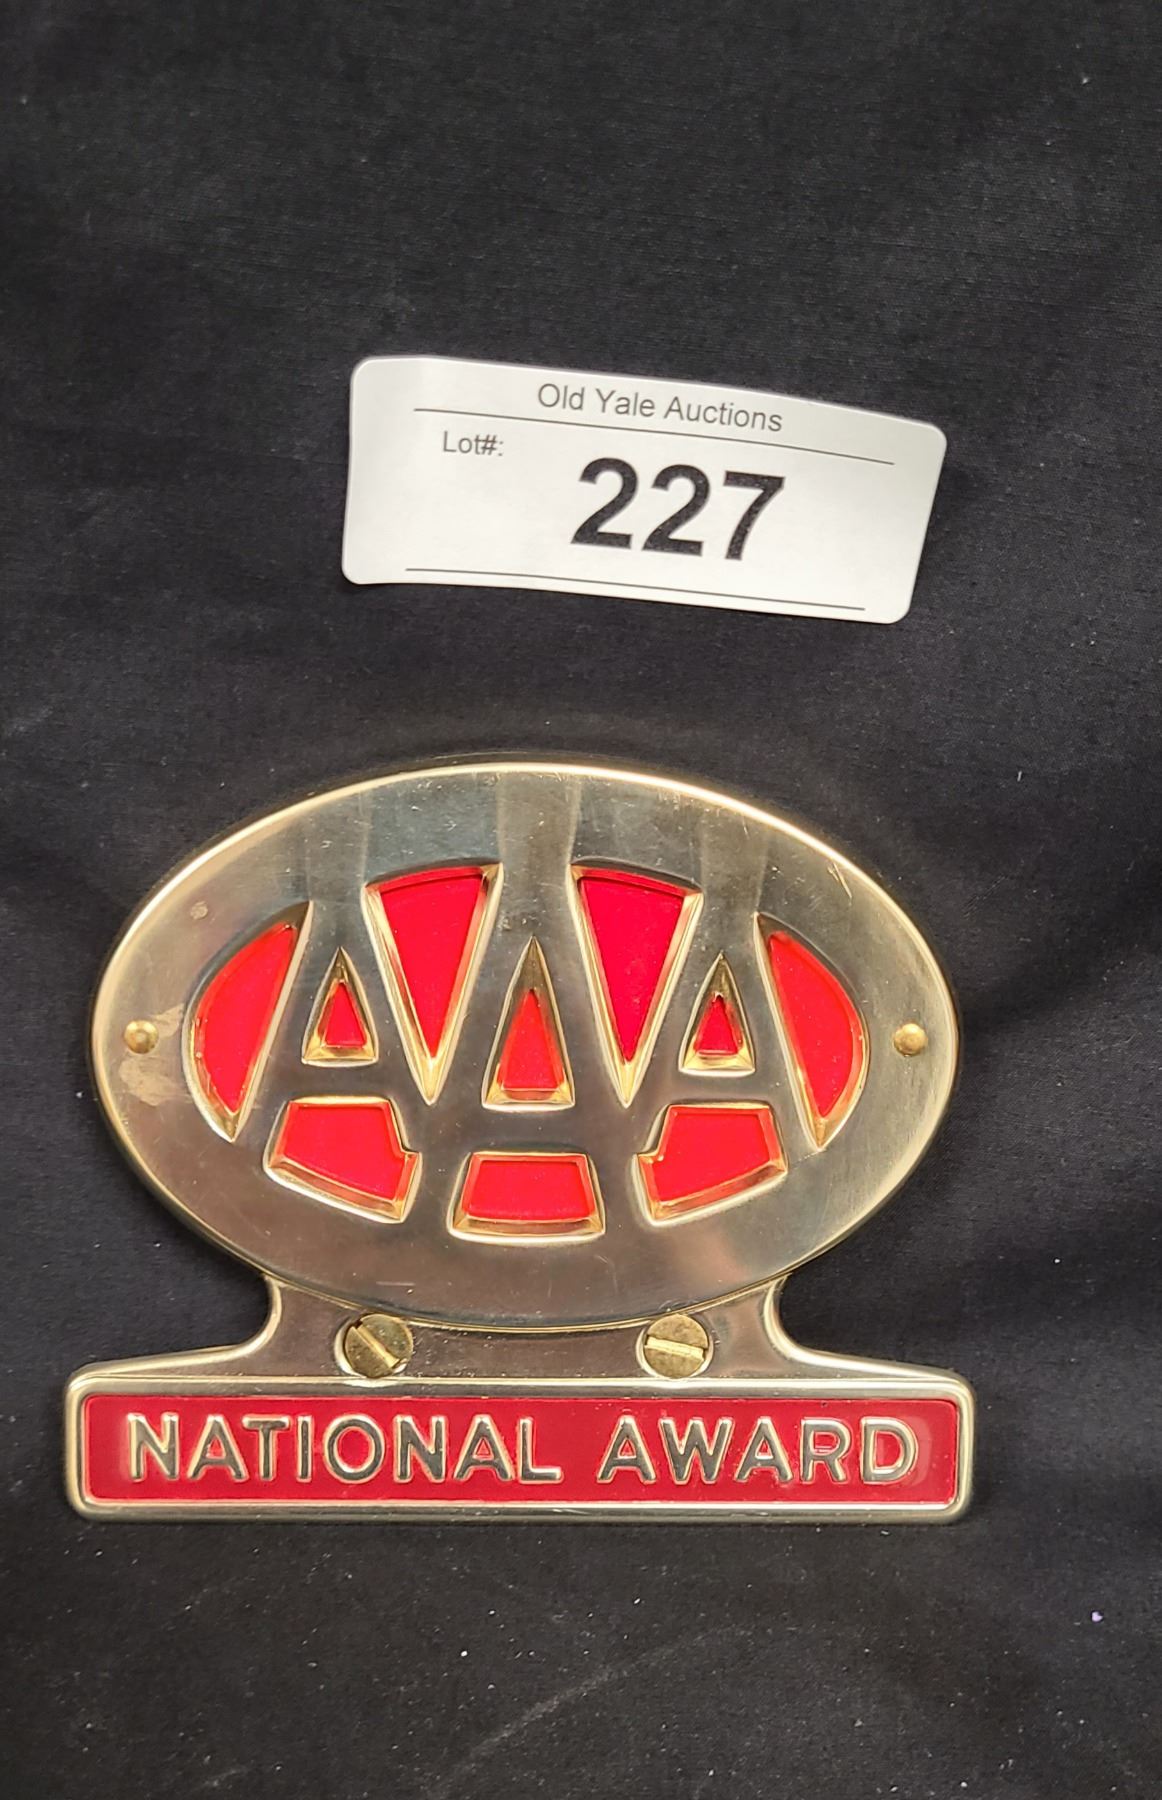 Old Yale Auctions
Lot#:
227
AAA
NATIONAL AWARD